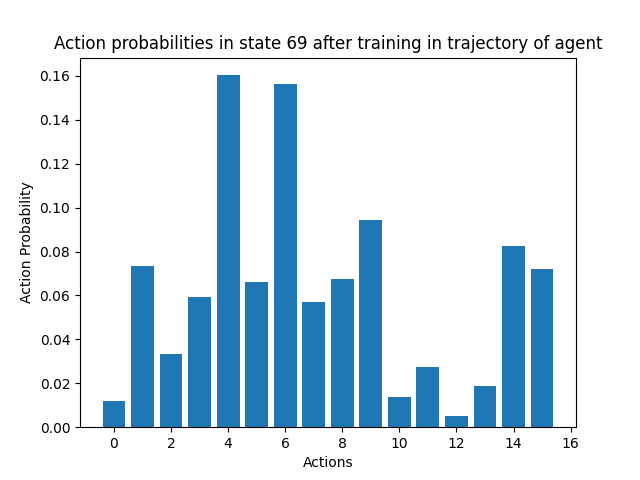 Action probabilities in state 69 after training in trajectory of agent
0.16
0.14
0.12
0.10
0.08
0.06
0.04
0.02
0.00
Action Probability
0 2 4 6 8 10 12 14 16
Actions